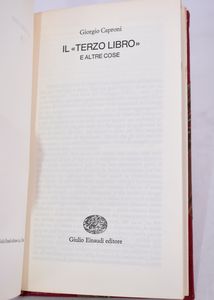 Giorgio Caproni
IL «TERZO LIBRO»
E ALTRE COSE
Giulio Einaudi editore